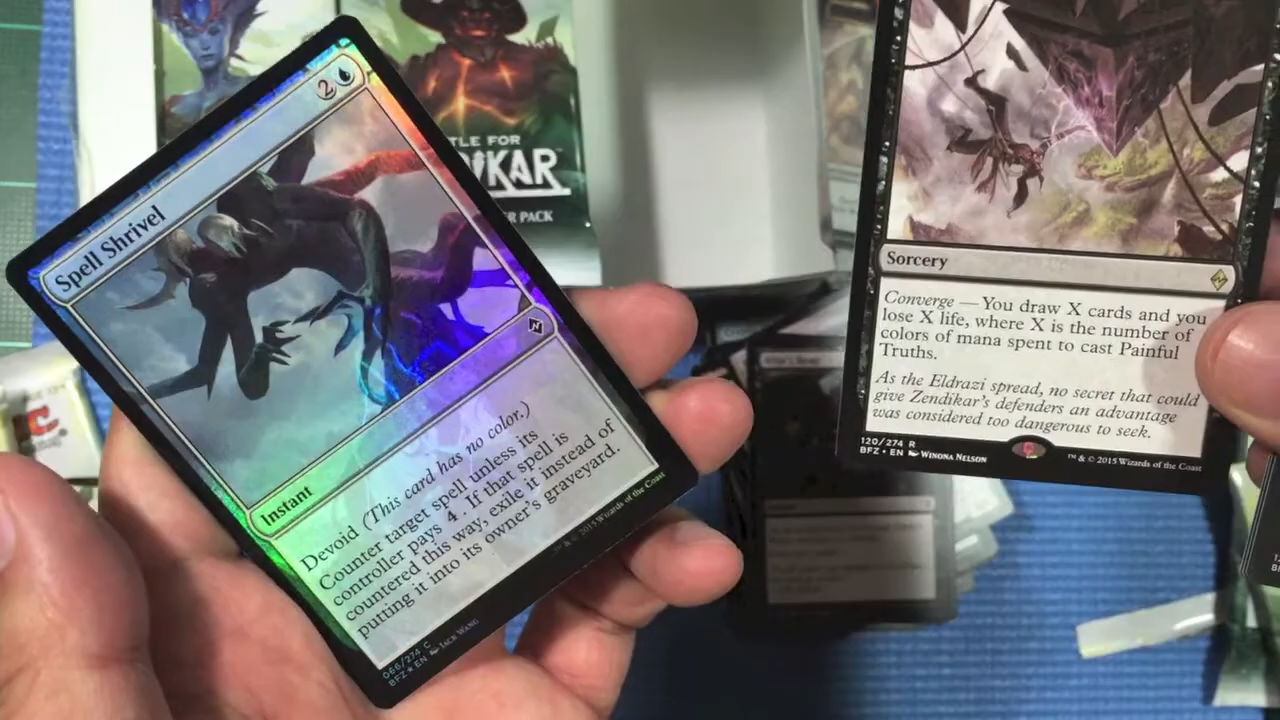 Spell Shrivel
2
Instant
Devoid (This card has no color.)
Counter target spell unless its
controller pays 4. If that spell is
countered this way, exile it instead of
putting it into its owner's graveyard.
066/274 C
BFZ ★ EN JACK WANG
™ & © 2015 Wizards of the Coast
TLE FOR
IKAR
R PACK
Sorcery
Converge — You draw X cards and you
lose X life, where X is the number of
colors of mana spent to cast Painful
Truths.
As the Eldrazi spread, no secret that could
give Zendikar's defenders an advantage
was considered too dangerous to seek.
120/274 R
BFZ • EN WINONA NELSON
™ & © 2015 Wizards of the Coast